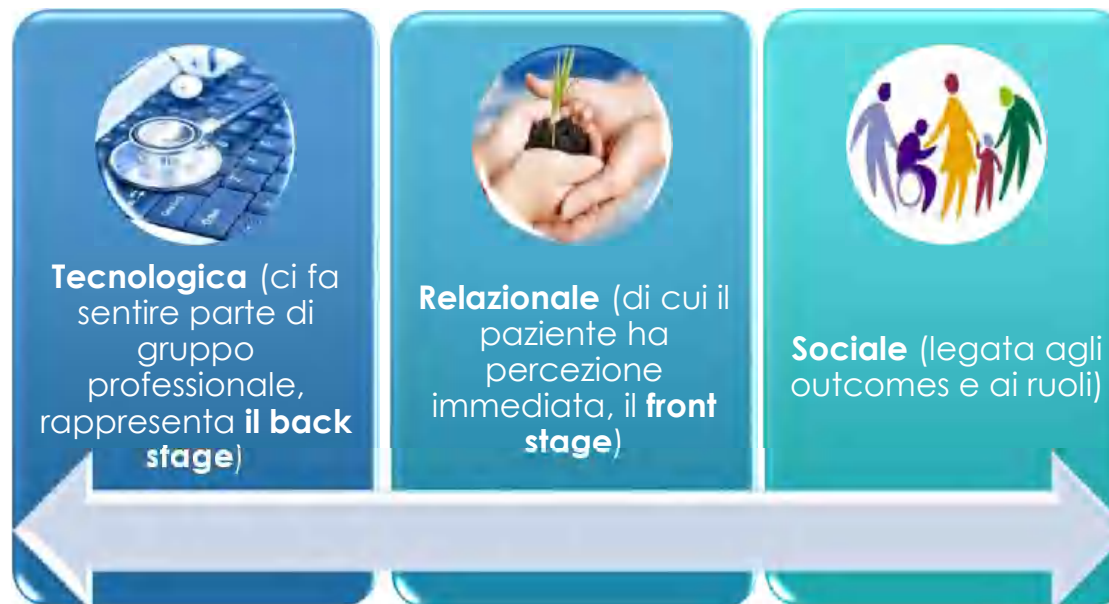 Tecnologica (ci fa
sentire parte di
gruppo
professionale,
rappresenta il back
stage)
Relazionale (di cui il
paziente ha
percezione
immediata, il front
stage)
Sociale (legata agli
outcomes e ai ruoli)